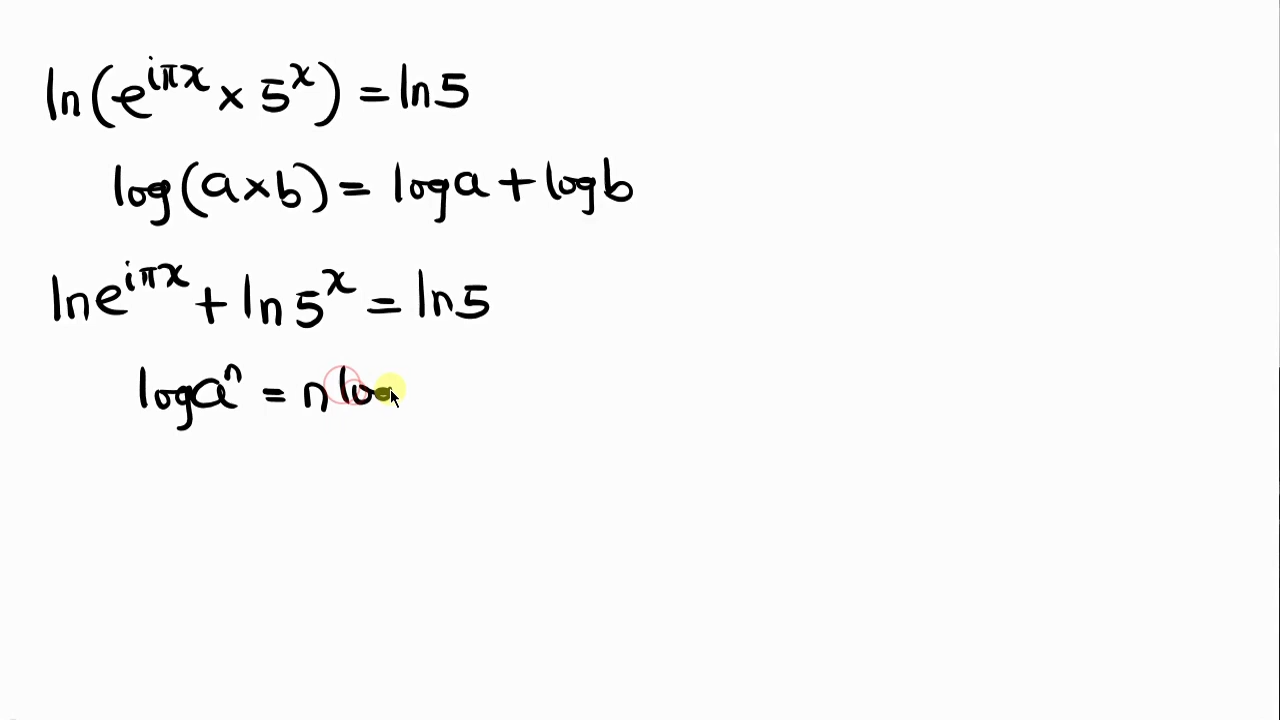 ln(e^{iπx} × 5^x) = ln5
log(a×b) = loga + logb
lne^{iπx} + ln5^x = ln5
loga^n = n lo